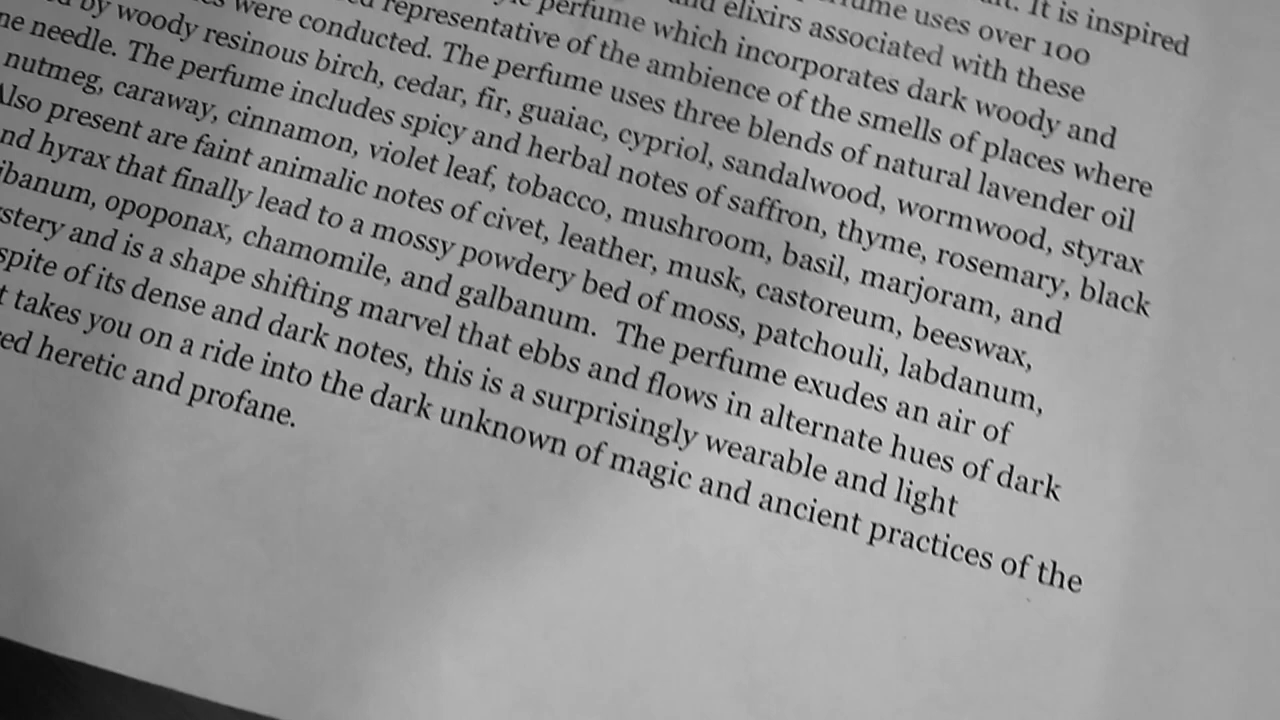 It is inspired
uses over 100
elixirs associated with these
perfume which incorporates dark woody and
representative of the ambience of the smells of places where
were conducted. The perfume uses three blends of natural lavender oil
by woody resinous birch, cedar, fir, guaiac, cypriol, sandalwood, wormwood, styrax
needle. The perfume includes spicy and herbal notes of saffron, thyme, rosemary, black
nutmeg, caraway, cinnamon, violet leaf, tobacco, mushroom, basil, marjoram, and
Also present are faint animalic notes of civet, leather, musk, castoreum, beeswax,
hyrax that finally lead to a mossy powdery bed of moss, patchouli, labdanum,
opoponax, chamomile, and galbanum. The perfume exudes an air of
and is a shape shifting marvel that ebbs and flows in alternate hues of dark
spite of its dense and dark notes, this is a surprisingly wearable and light
takes you on a ride into the dark unknown of magic and ancient practices of the
heretic and profane.